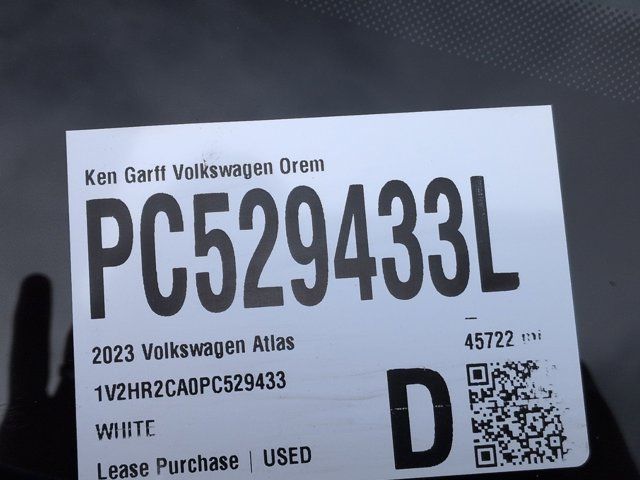 Ken Garff Volkswagen Orem
PC529433L
2023 Volkswagen Atlas
45722 mi
1V2HR2CA0PC529433
WHITE
D
Lease Purchase | USED